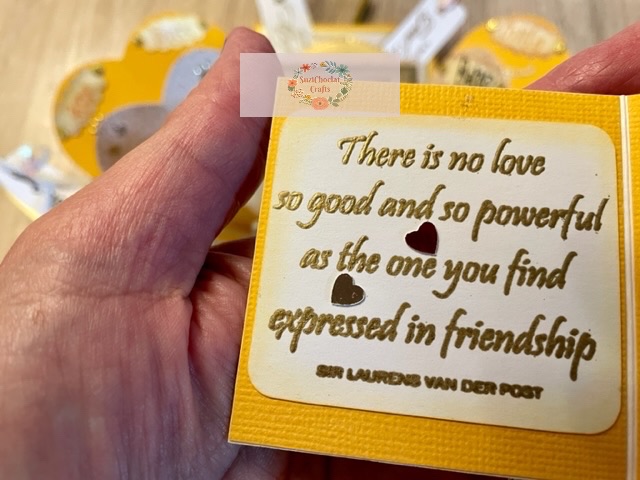 SuziChoclat
Crafts
There is no love
so good and so powerful
as the one you find
expressed in friendship
SIR LAURENS VAN DER POST